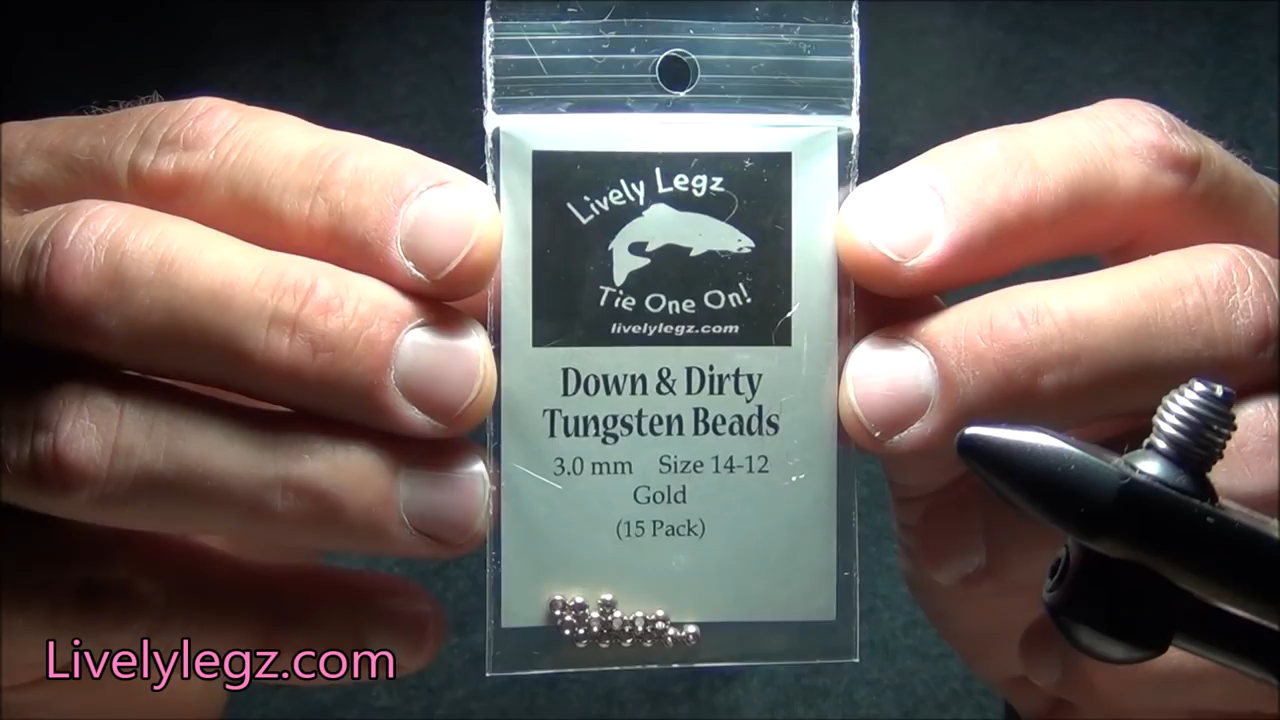 Lively Legz
Tie One On!
livelylegz.com
Down & Dirty
Tungsten Beads
3.0 mm Size 14-12
Gold
(15 Pack)
Livelylegz.com